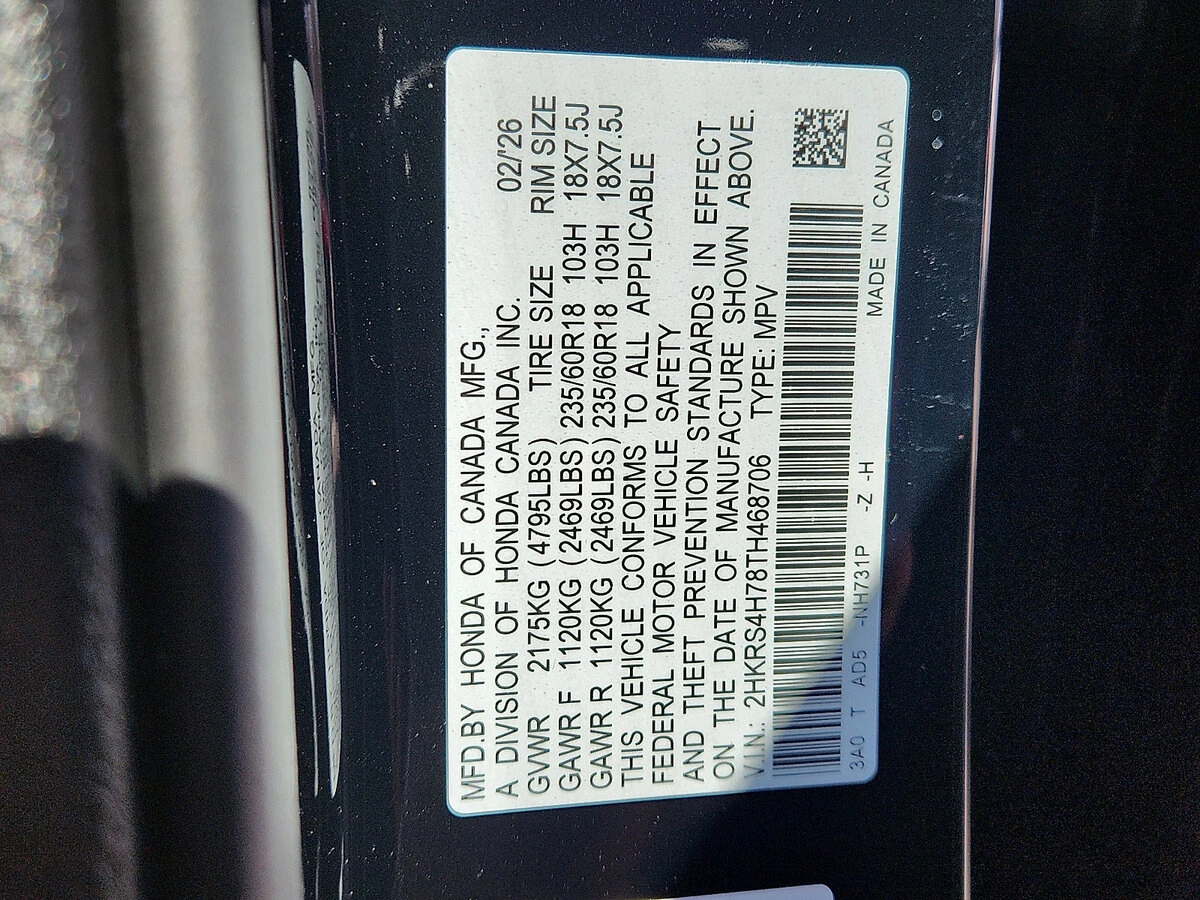 MFD.BY HONDA OF CANADA MFG.,
A DIVISION OF HONDA CANADA INC. 02/'26
GVWR 2175KG (4795LBS) TIRE SIZE RIM SIZE
GAWR F 1120KG (2469LBS) 235/60R18 103H 18X7.5J
GAWR R 1120KG (2469LBS) 235/60R18 103H 18X7.5J
THIS VEHICLE CONFORMS TO ALL APPLICABLE
FEDERAL MOTOR VEHICLE SAFETY
AND THEFT PREVENTION STANDARDS IN EFFECT
ON THE DATE OF MANUFACTURE SHOWN ABOVE.
V.I.N.: 2HKRS4H78TH468706 TYPE: MPV
3A0 T AD5 -NH731P -Z -H MADE IN CANADA